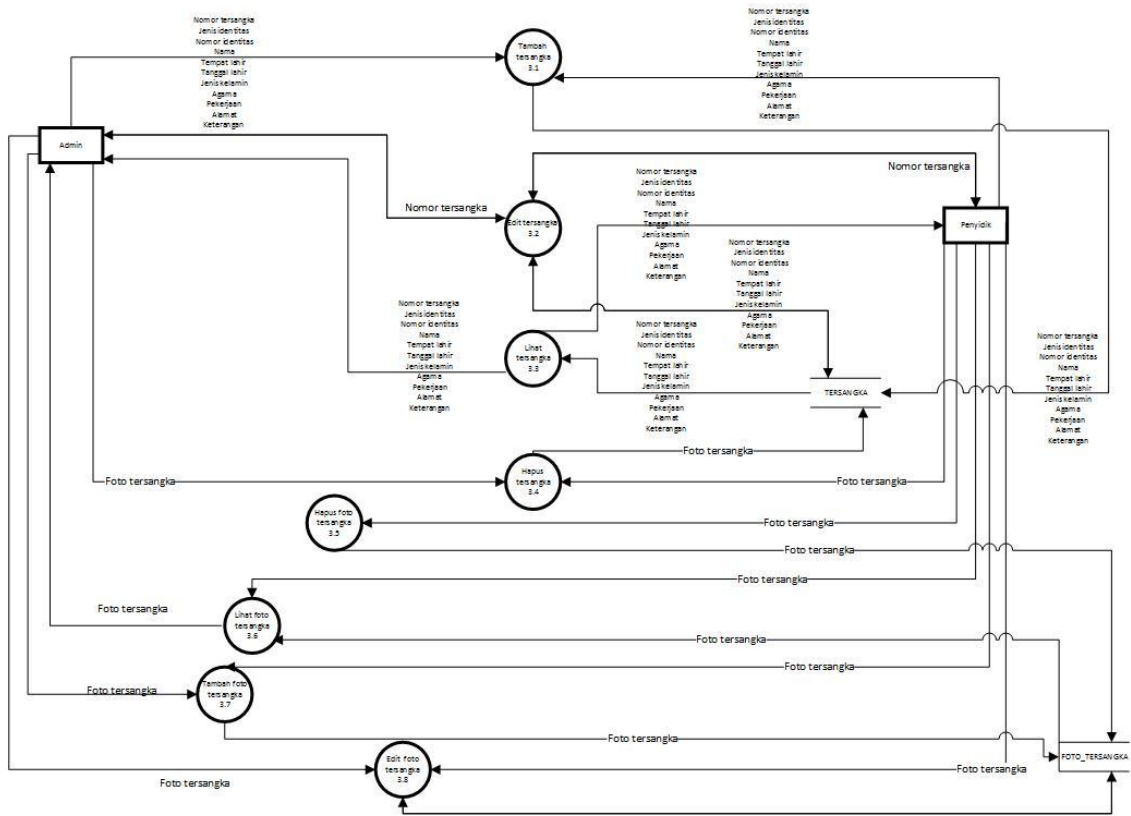 Nomor tersangka
Jenis identitas
Nomor identitas
Nama
Tempat lahir
Tanggal lahir
Jenis kelamin
Agama
Pekerjaan
Alamat
Keterangan
Tambah
tersangka
3.1
Nomor tersangka
Jenis identitas
Nomor identitas
Nama
Tempat lahir
Tanggal lahir
Jenis kelamin
Agama
Pekerjaan
Alamat
Keterangan
Admin
Nomor tersangka
Edit tersangka
3.2
Nomor tersangka
Jenis identitas
Nomor identitas
Nama
Tempat lahir
Tanggal lahir
Jenis kelamin
Agama
Pekerjaan
Alamat
Keterangan
Nomor tersangka
Penyidik
Nomor tersangka
Jenis identitas
Nomor identitas
Nama
Tempat lahir
Tanggal lahir
Jenis kelamin
Agama
Pekerjaan
Alamat
Keterangan
Nomor tersangka
Jenis identitas
Nomor identitas
Nama
Tempat lahir
Tanggal lahir
Jenis kelamin
Agama
Pekerjaan
Alamat
Keterangan
Lihat
tersangka
3.3
Nomor tersangka
Jenis identitas
Nomor identitas
Nama
Tempat lahir
Tanggal lahir
Jenis kelamin
Agama
Pekerjaan
Alamat
Keterangan
TERSANGKA
Nomor tersangka
Jenis identitas
Nomor identitas
Nama
Tempat lahir
Tanggal lahir
Jenis kelamin
Agama
Pekerjaan
Alamat
Keterangan
Foto tersangka
Foto tersangka
Hapus
tersangka
3.4
Foto tersangka
Hapus foto
tersangka
3.5
Foto tersangka
Foto tersangka
Foto tersangka
Foto tersangka
Lihat foto
tersangka
3.6
Foto tersangka
Foto tersangka
Foto tersangka
Tambah foto
tersangka
3.7
Foto tersangka
Foto tersangka
Edit foto
tersangka
3.8
Foto tersangka
FOTO_TERSANGKA